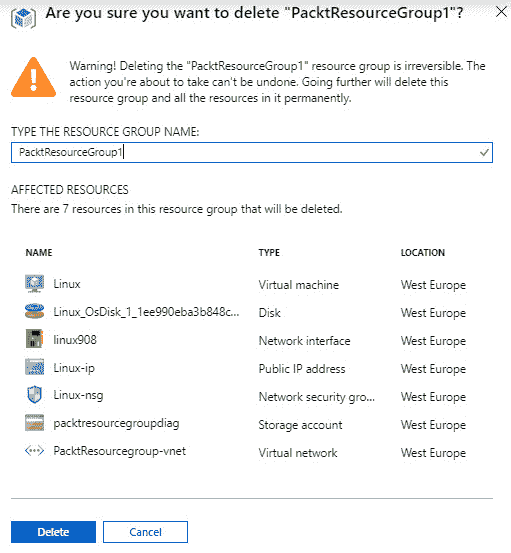 Are you sure you want to delete "PacktResourceGroup1"?
Warning! Deleting the "PacktResourceGroup1" resource group is irreversible. The
action you're about to take can't be undone. Going further will delete this
resource group and all the resources in it permanently.
TYPE THE RESOURCE GROUP NAME:
PacktResourceGroup1
AFFECTED RESOURCES
There are 7 resources in this resource group that will be deleted.
NAME TYPE LOCATION
Linux Virtual machine West Europe
Linux_OsDisk_1_1ee990eba3b848c... Disk West Europe
linux908 Network interface West Europe
Linux-ip Public IP address West Europe
Linux-nsg Network security gro... West Europe
packtresourcegroupdiag Storage account West Europe
PacktResourcegroup-vnet Virtual network West Europe
Delete Cancel